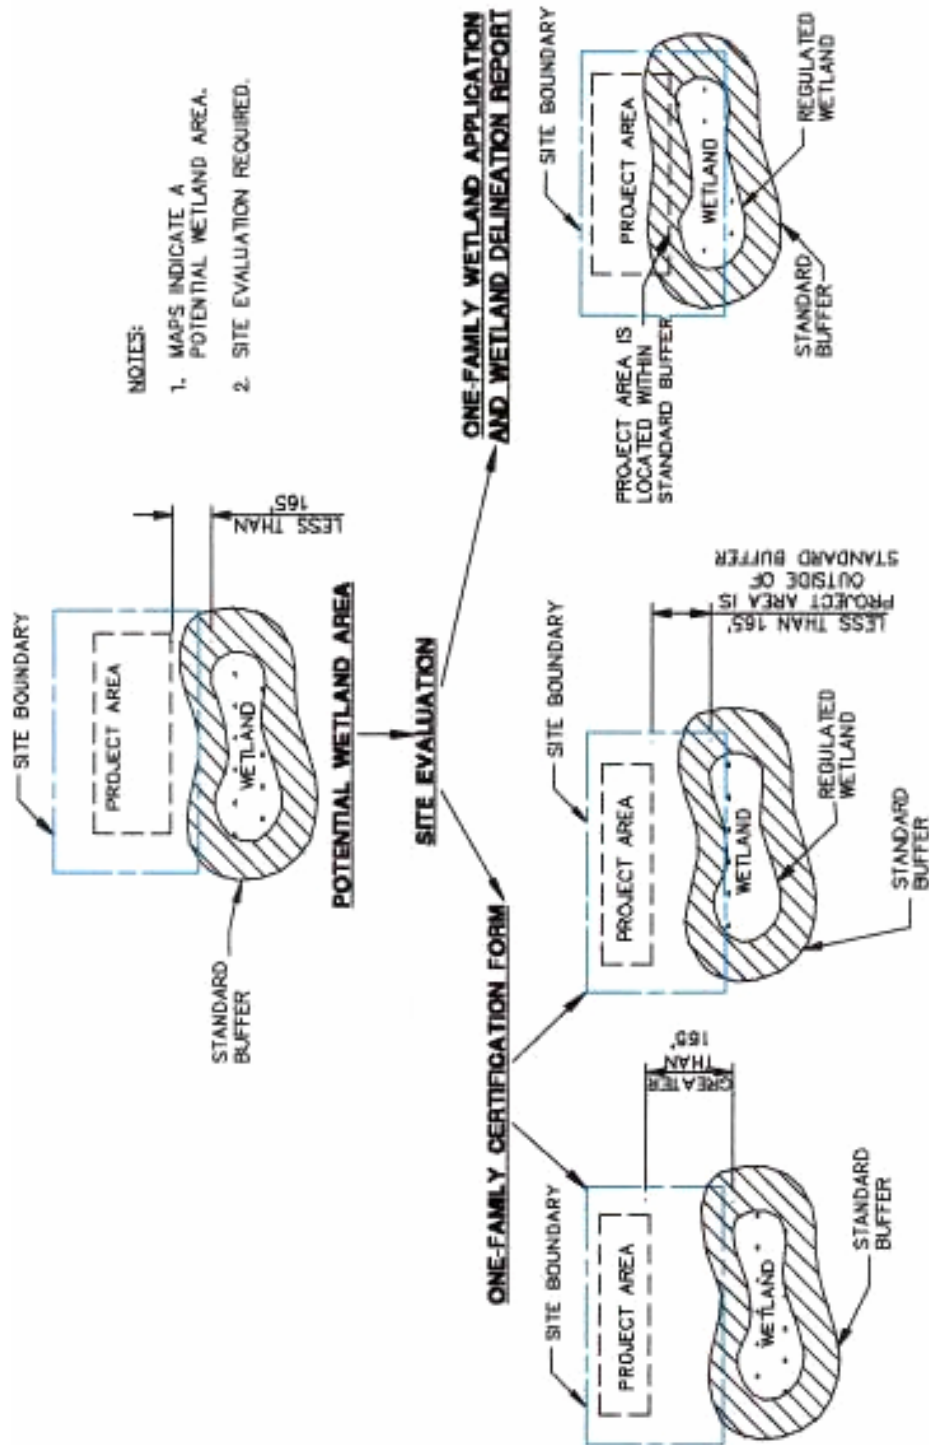 NOTES:
1. MAPS INDICATE A
POTENTIAL WETLAND AREA.
2. SITE EVALUATION REQUIRED.
SITE BOUNDARY
PROJECT AREA
WETLAND
STANDARD
BUFFER
LESS THAN
165'
POTENTIAL WETLAND AREA
SITE EVALUATION
ONE-FAMILY CERTIFICATION FORM
ONE-FAMILY WETLAND APPLICATION
AND WETLAND DELINEATION REPORT
SITE BOUNDARY
PROJECT AREA
WETLAND
GREATER
THAN
165'
STANDARD
BUFFER
SITE BOUNDARY
PROJECT AREA
WETLAND
LESS THAN 165'
PROJECT AREA IS
OUTSIDE OF
STANDARD BUFFER
REGULATED
WETLAND
STANDARD
BUFFER
SITE BOUNDARY
PROJECT AREA
WETLAND
PROJECT AREA IS
LOCATED WITHIN
STANDARD BUFFER
REGULATED
WETLAND
STANDARD
BUFFER